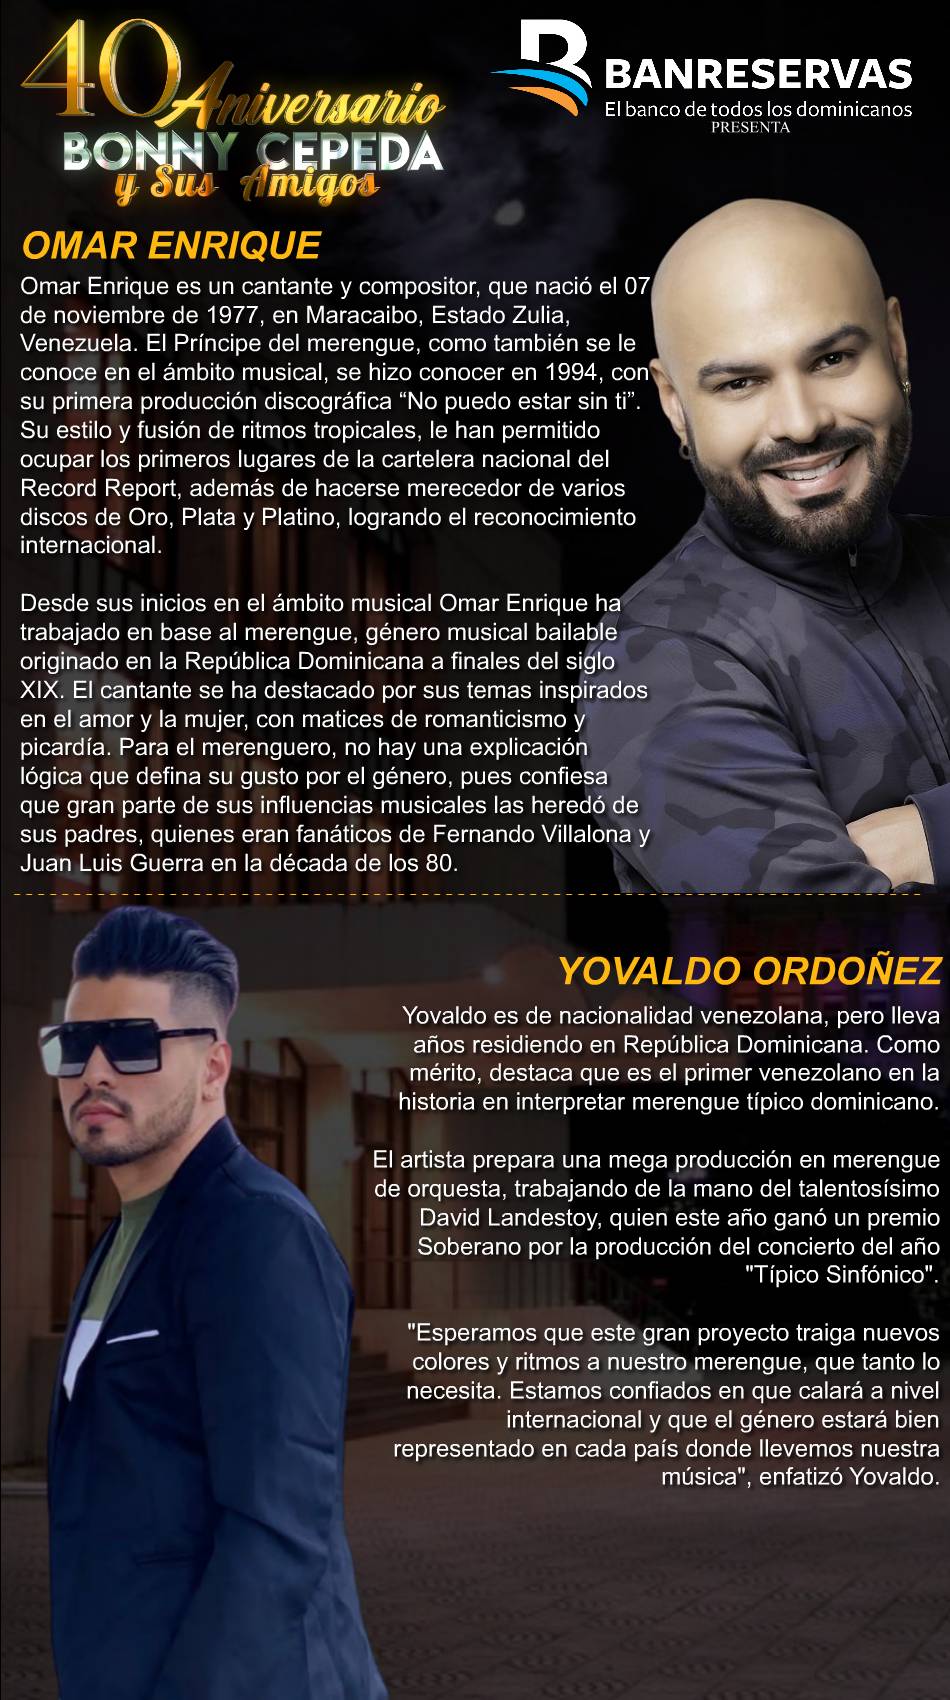 40 Aniversario
BONNY CEPEDA
y Sus Amigos
BANRESERVAS
El banco de todos los dominicanos
PRESENTA
OMAR ENRIQUE
Omar Enrique es un cantante y compositor, que nació el 07
de noviembre de 1977, en Maracaibo, Estado Zulia,
Venezuela. El Príncipe del merengue, como también se le
conoce en el ámbito musical, se hizo conocer en 1994, con
su primera producción discográfica “No puedo estar sin ti”.
Su estilo y fusión de ritmos tropicales, le han permitido
ocupar los primeros lugares de la cartelera nacional del
Record Report, además de hacerse merecedor de varios
discos de Oro, Plata y Platino, logrando el reconocimiento
internacional.
Desde sus inicios en el ámbito musical Omar Enrique ha
trabajado en base al merengue, género musical bailable
originado en la República Dominicana a finales del siglo
XIX. El cantante se ha destacado por sus temas inspirados
en el amor y la mujer, con matices de romanticismo y
picardía. Para el merenguero, no hay una explicación
lógica que defina su gusto por el género, pues confiesa
que gran parte de sus influencias musicales las heredó de
sus padres, quienes eran fanáticos de Fernando Villalona y
Juan Luis Guerra en la década de los 80.
YOVALDO ORDOÑEZ
Yovaldo es de nacionalidad venezolana, pero lleva
años residiendo en República Dominicana. Como
mérito, destaca que es el primer venezolano en la
historia en interpretar merengue típico dominicano.
El artista prepara una mega producción en merengue
de orquesta, trabajando de la mano del talentosísimo
David Landestoy, quien este año ganó un premio
Soberano por la producción del concierto del año
"Típico Sinfónico".
"Esperamos que este gran proyecto traiga nuevos
colores y ritmos a nuestro merengue, que tanto lo
necesita. Estamos confiados en que calará a nivel
internacional y que el género estará bien
representado en cada país donde llevemos nuestra
música", enfatizó Yovaldo.